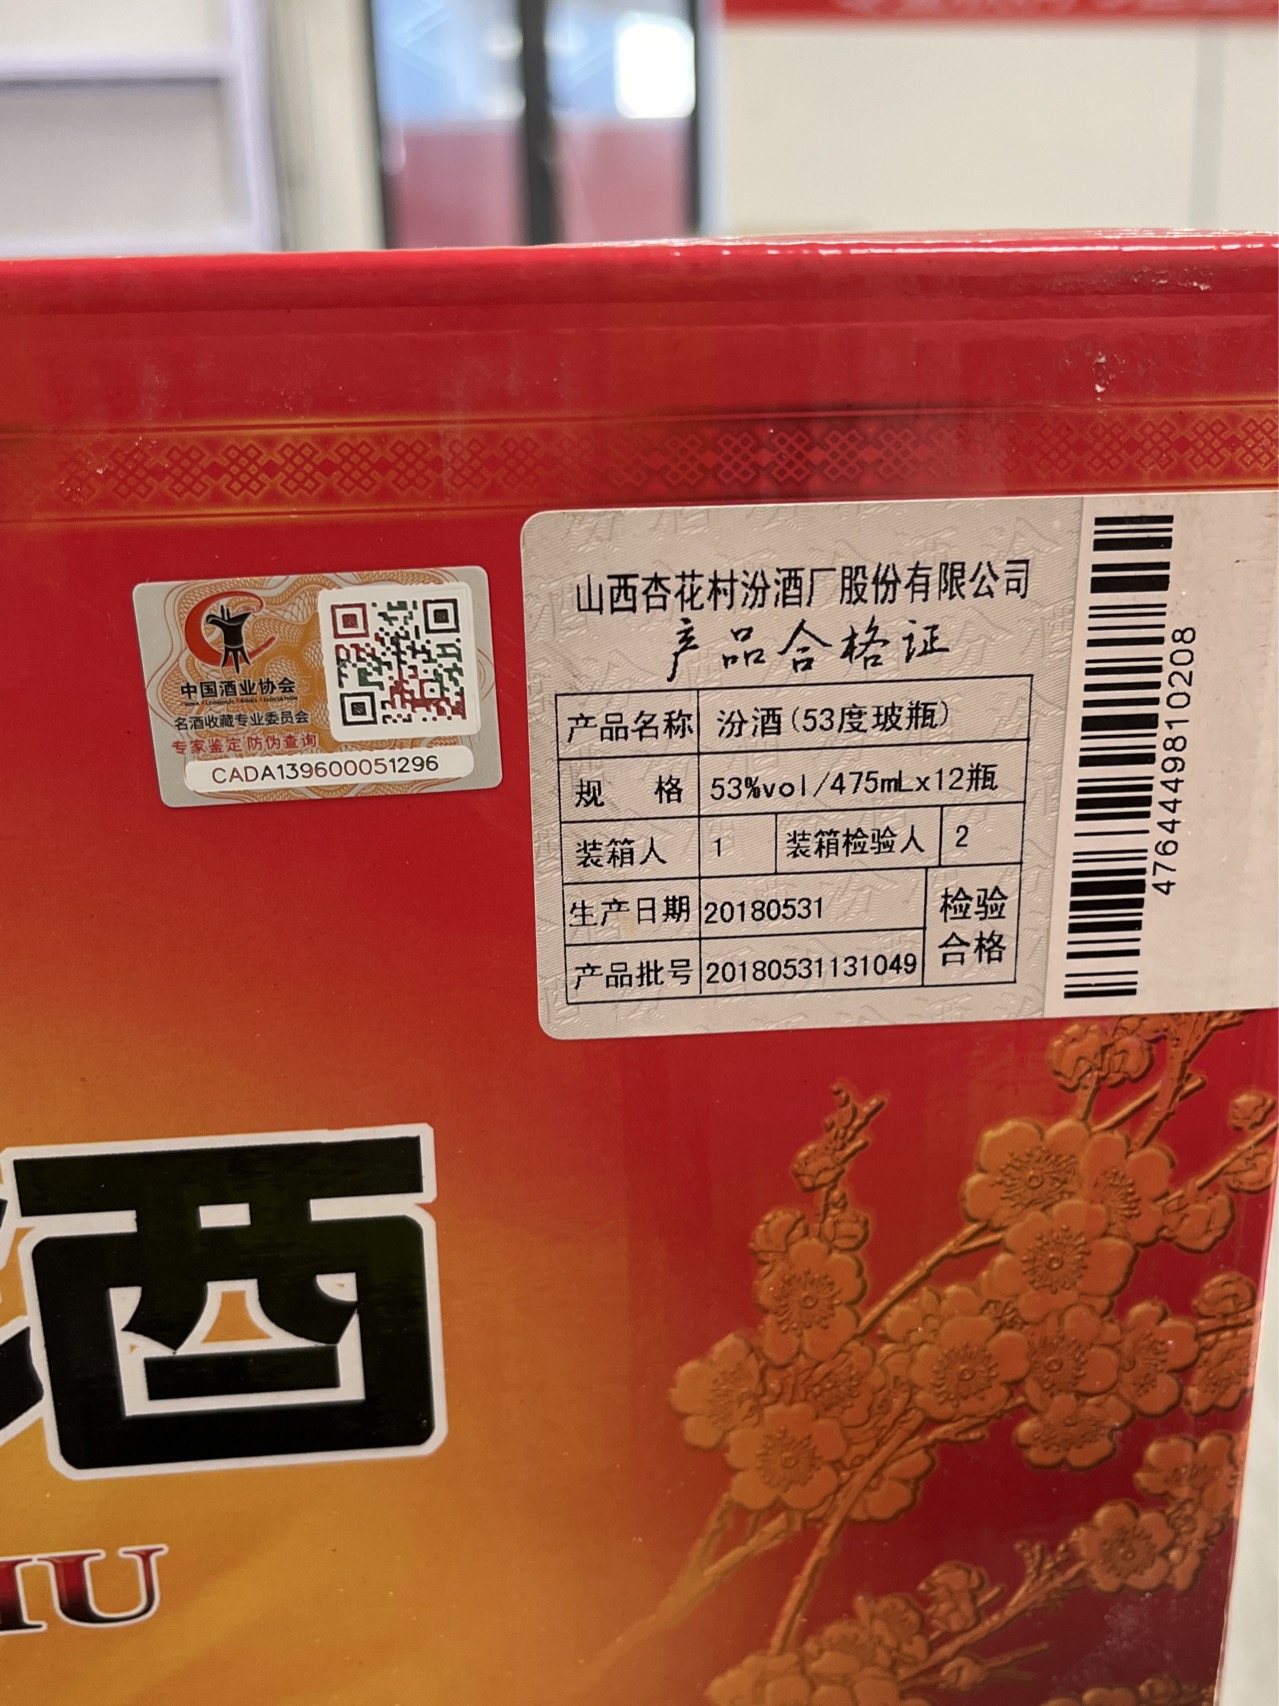 中国酒业协会
名酒收藏专业委员会
专家鉴定 防伪查询
CADA139600051296
山西杏花村汾酒厂股份有限公司
产品合格证
产品名称 汾酒(53度玻瓶)
规 格 53%vol/475mLx12瓶
装箱人 1 装箱检验人 2
生产日期 20180531 检验
产品批号 20180531131049 合格
4764449810208
酒
IU